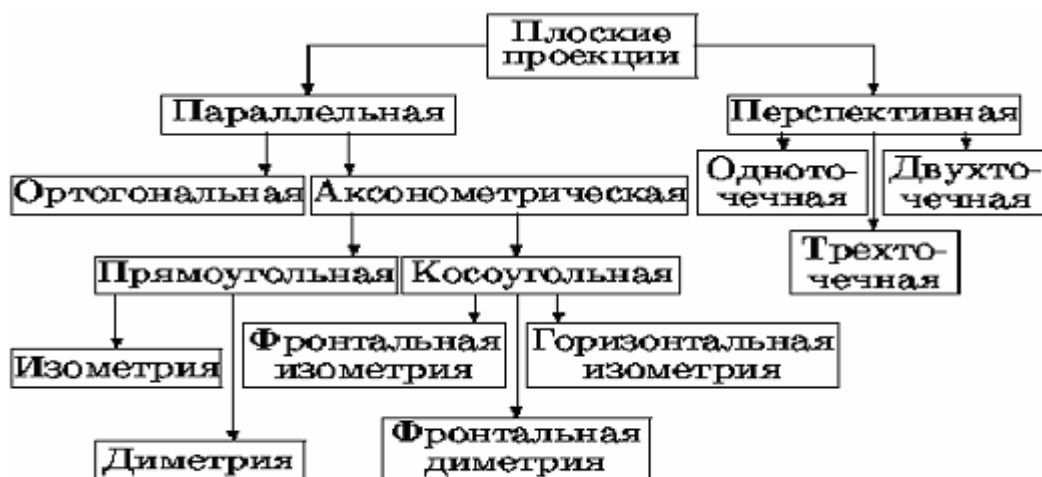 Плоские
проекции
Параллельная
Перспективная
Ортогональная
Аксонометрическая
Одното-
чечная
Двухто-
чечная
Трехто-
чечная
Прямоугольная
Косоугольная
Изометрия
Фронтальная
изометрия
Горизонтальная
изометрия
Диметрия
Фронтальная
диметрия